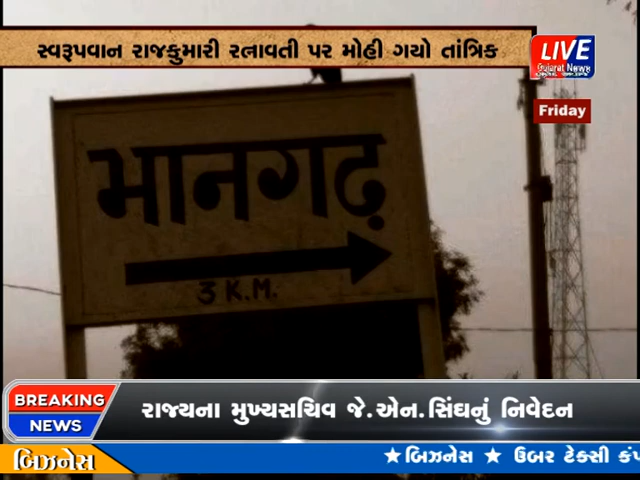 સ્વરૂપવાન રાજકુમારી રત્નાવતી પર મોહી ગયો તાંત્રિક
LIVE
Gujarat News
Friday
भानगढ़
3 K.M.
BREAKING
NEWS
રાજ્યના મુખ્યસચિવ જે.એન.સિંઘનું નિવેદન
બિઝનેસ
★બિઝનેસ ★ ઉબર ટેક્સી કંપ